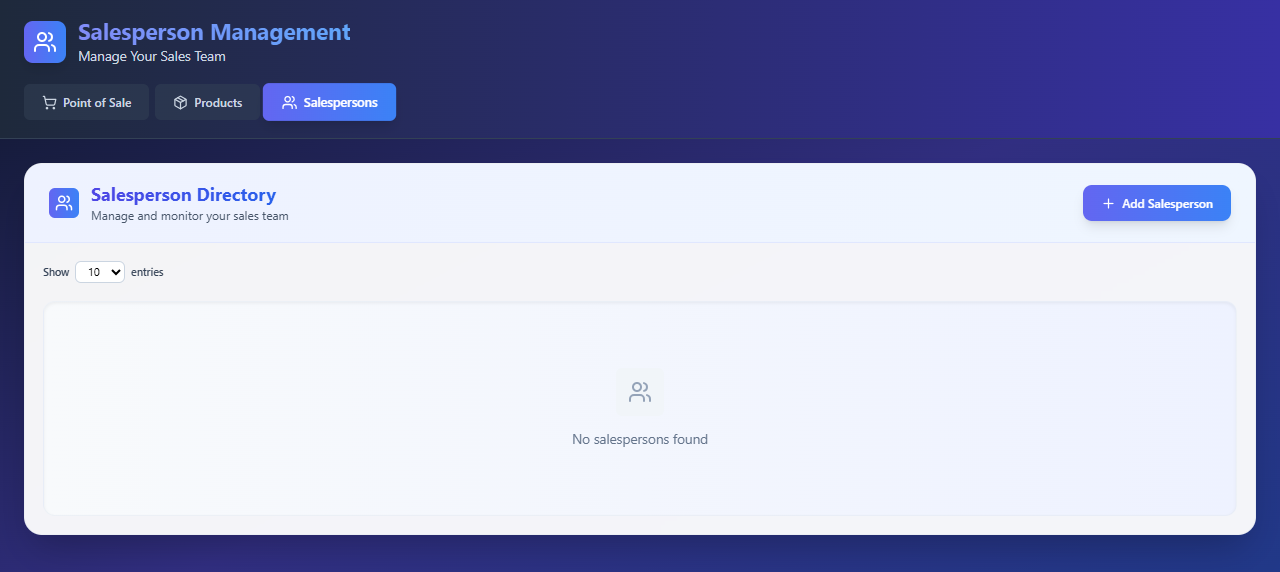 Salesperson Management
Manage Your Sales Team
Point of Sale
Products
Salespersons
Salesperson Directory
Manage and monitor your sales team
Add Salesperson
Show 10 entries
No salespersons found